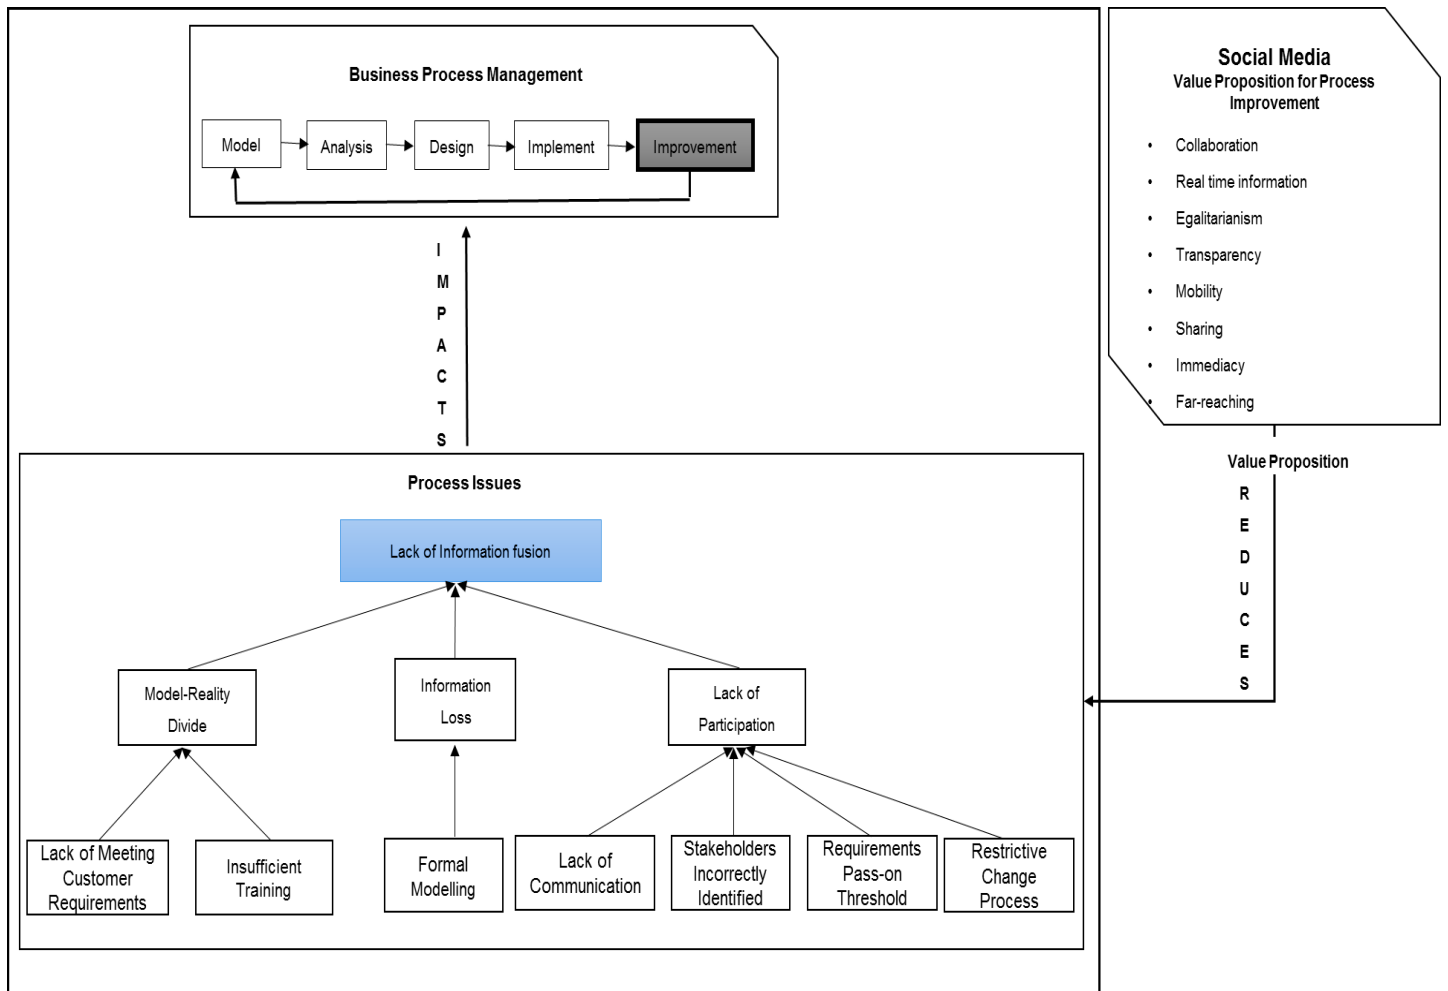 Business Process Management
Model
Analysis
Design
Implement
Improvement
I
M
P
A
C
T
S
Process Issues
Lack of Information fusion
Model-Reality
Divide
Information
Loss
Lack of
Participation
Lack of Meeting
Customer
Requirements
Insufficient
Training
Formal
Modelling
Lack of
Communication
Stakeholders
Incorrectly
Identified
Requirements
Pass-on
Threshold
Restrictive
Change
Process
Social Media
Value Proposition for Process
Improvement
• Collaboration
• Real time information
• Egalitarianism
• Transparency
• Mobility
• Sharing
• Immediacy
• Far-reaching
Value Proposition
R
E
D
U
C
E
S